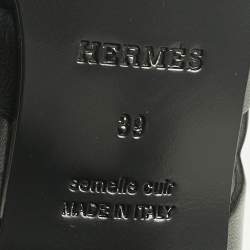 HERMES
39
semelle cuir
MADE IN ITALY